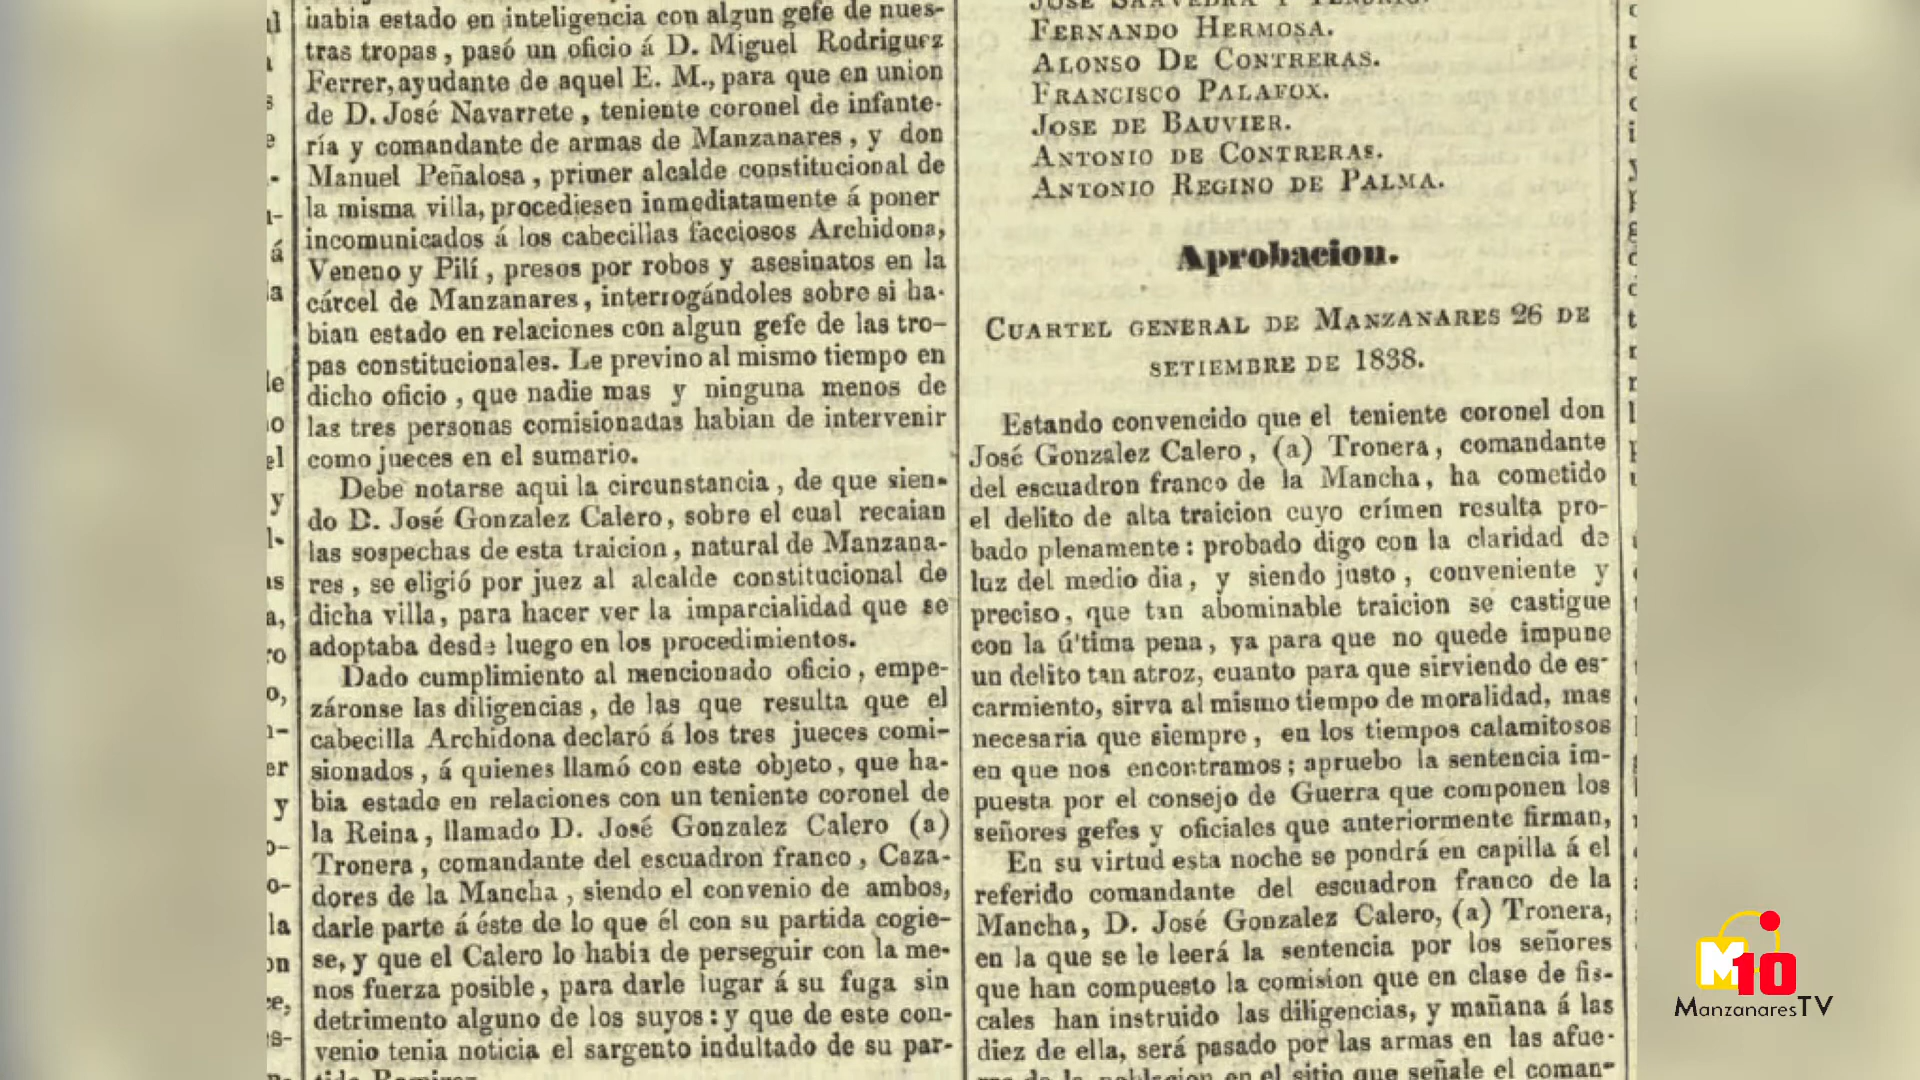 habia estado en inteligencia con algun gefe de nues-
tras tropas, pasó un oficio á D. Miguel Rodriguez
Ferrer, ayudante de aquel E. M., para que en union
de D. José Navarrete, teniente coronel de infante-
ría y comandante de armas de Manzanares, y don
Manuel Peñalosa, primer alcalde constitucional de
la misma villa, procediesen inmediatamente á poner
incomunicados á los cabecillas facciosos Archidona,
Veneno y Pilí, presos por robos y asesinatos en la
cárcel de Manzanares, interrogándoles sobre si ha-
bian estado en relaciones con algun gefe de las tro-
pas constitucionales. Le previno al mismo tiempo en
dicho oficio, que nadie mas y ninguna menos de
las tres personas comisionadas habian de intervenir
como jueces en el sumario.
Debe notarse aqui la circunstancia, de que sien-
do D. José Gonzalez Calero, sobre el cual recaian
las sospechas de esta traicion, natural de Manzana-
res, se eligió por juez al alcalde constitucional de
dicha villa, para hacer ver la imparcialidad que se
adoptaba desde luego en los procedimientos.
Dado cumplimiento al mencionado oficio, empe-
záronse las diligencias, de las que resulta que el
cabecilla Archidona declaró á los tres jueces comi-
sionados, á quienes llamó con este objeto, que ha-
bia estado en relaciones con un teniente coronel de
la Reina, llamado D. José Gonzalez Calero (a)
Tronera, comandante del escuadron franco, Caza-
dores de la Mancha, siendo el convenio de ambos,
darle parte á éste de lo que él con su partida cogie-
se, y que el Calero lo habia de perseguir con la me-
nos fuerza posible, para darle lugar á su fuga sin
detrimento alguno de los suyos: y que de este con-
venio tenia noticia el sargento indultado de su par-
tida Ramirez
JOSÉ SAAVEDRA Y TENORIO.
FERNANDO HERMOSA.
ALONSO DE CONTRERAS.
FRANCISCO PALAFOX.
JOSE DE BAUVIER.
ANTONIO DE CONTRERAS.
ANTONIO REGINO DE PALMA.
Aprobacion.
CUARTEL GENERAL DE MANZANARES 26 DE
SETIEMBRE DE 1838.
Estando convencido que el teniente coronel don
José Gonzalez Calero, (a) Tronera, comandante
del escuadron franco de la Mancha, ha cometido
el delito de alta traicion cuyo crímen resulta pro-
bado plenamente: probado digo con la claridad de
luz del medio dia, y siendo justo, conveniente y
preciso, que tan abominable traicion se castigue
con la ú'tima pena, ya para que no quede impune
un delito tan atroz, cuanto para que sirviendo de es-
carmiento, sirva al mismo tiempo de moralidad, mas
necesaria que siempre, en los tiempos calamitosos
en que nos encontramos; apruebo la sentencia im-
puesta por el consejo de Guerra que componen los
señores gefes y oficiales que anteriormente firman,
En su virtud esta noche se pondrá en capilla á el
referido comandante del escuadron franco de la
Mancha, D. José Gonzalez Calero, (a) Tronera,
en la que se le leerá la sentencia por los señores
que han compuesto la comision que en clase de fis-
cales han instruido las diligencias, y mañana á las
diez de ella, será pasado por las armas en las afue-
ras de la poblacion en el sitio que señale el coman-
M10
ManzanaresTV